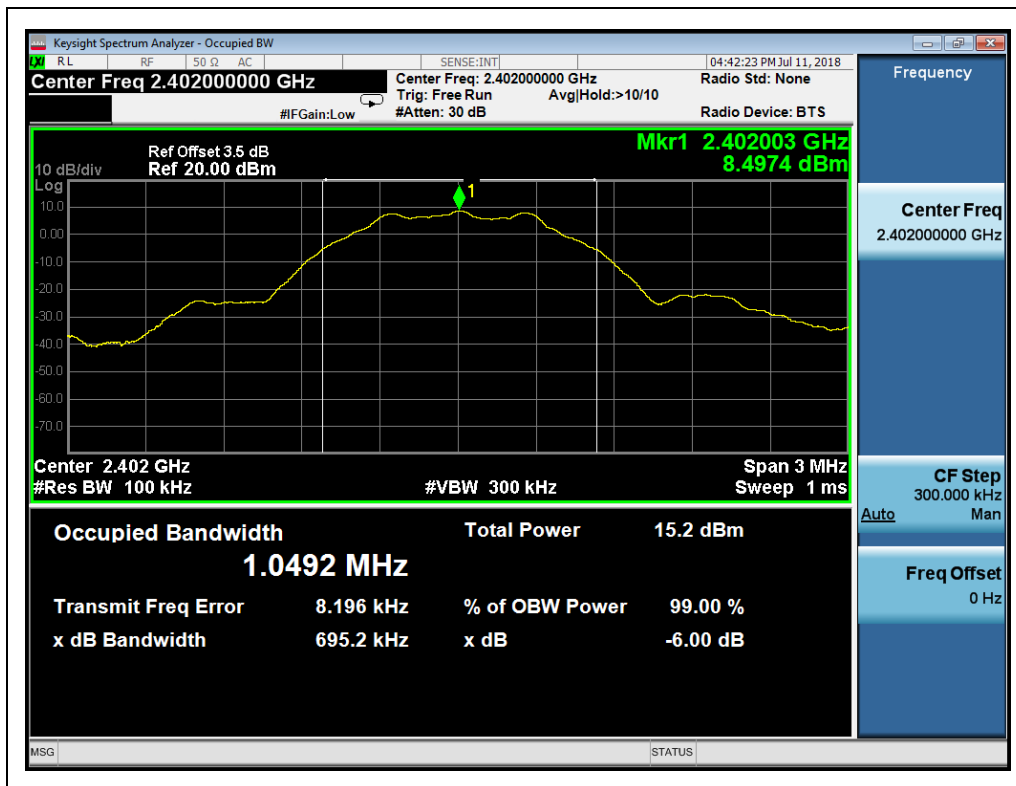 Keysight Spectrum Analyzer - Occupied BW
LXI RL RF 50 Ω AC SENSE:INT 04:42:23 PM Jul 11, 2018
Center Freq 2.402000000 GHz Center Freq: 2.402000000 GHz Radio Std: None
Trig: Free Run Avg|Hold:>10/10
#IFGain:Low #Atten: 30 dB Radio Device: BTS
Frequency
Mkr1 2.402003 GHz
8.4974 dBm
Ref Offset 3.5 dB
10 dB/div Ref 20.00 dBm
Log
1
10.0
0.00
-10.0
-20.0
-30.0
-40.0
-50.0
-60.0
-70.0
Center 2.402 GHz Span 3 MHz
#Res BW 100 kHz #VBW 300 kHz Sweep 1 ms
Center Freq
2.402000000 GHz
CF Step
300.000 kHz
Auto Man
Freq Offset
0 Hz
Occupied Bandwidth Total Power 15.2 dBm
1.0492 MHz
Transmit Freq Error 8.196 kHz % of OBW Power 99.00 %
x dB Bandwidth 695.2 kHz x dB -6.00 dB
MSG STATUS